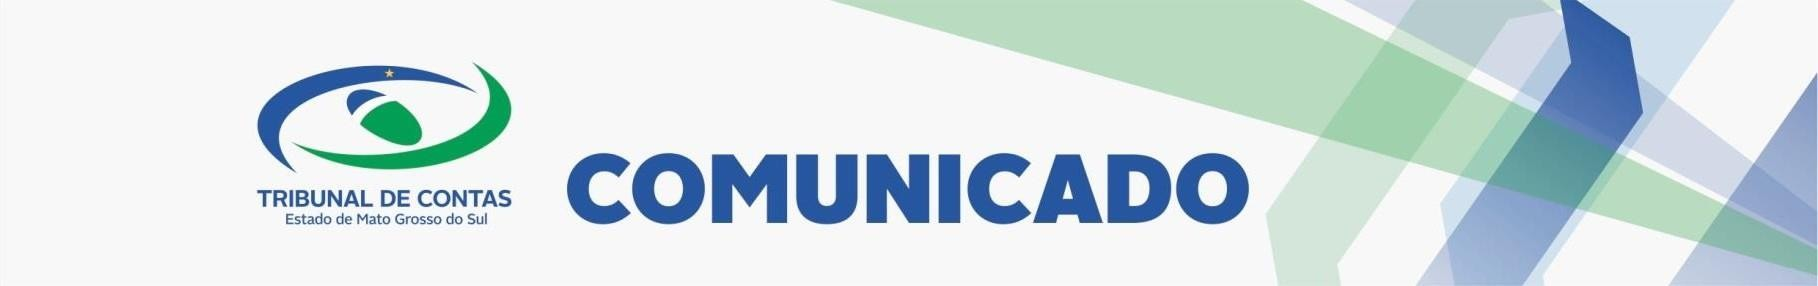 TRIBUNAL DE CONTAS
Estado de Mato Grosso do Sul
COMUNICADO